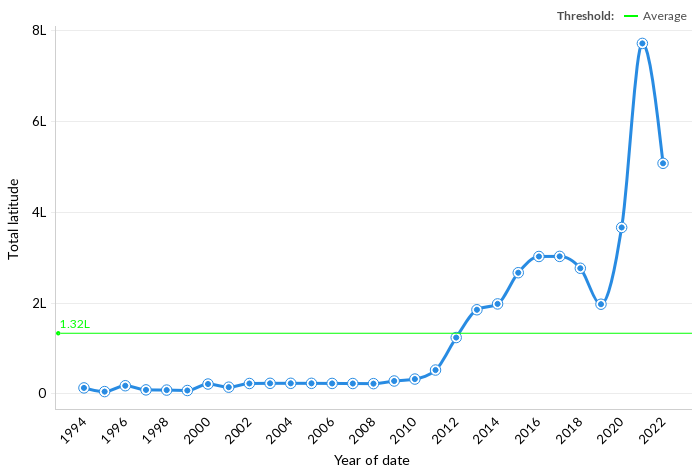 Threshold: Average
8L
6L
4L
2L
0
1.32L
Total latitude
1994 1996 1998 2000 2002 2004 2006 2008 2010 2012 2014 2016 2018 2020 2022
Year of date